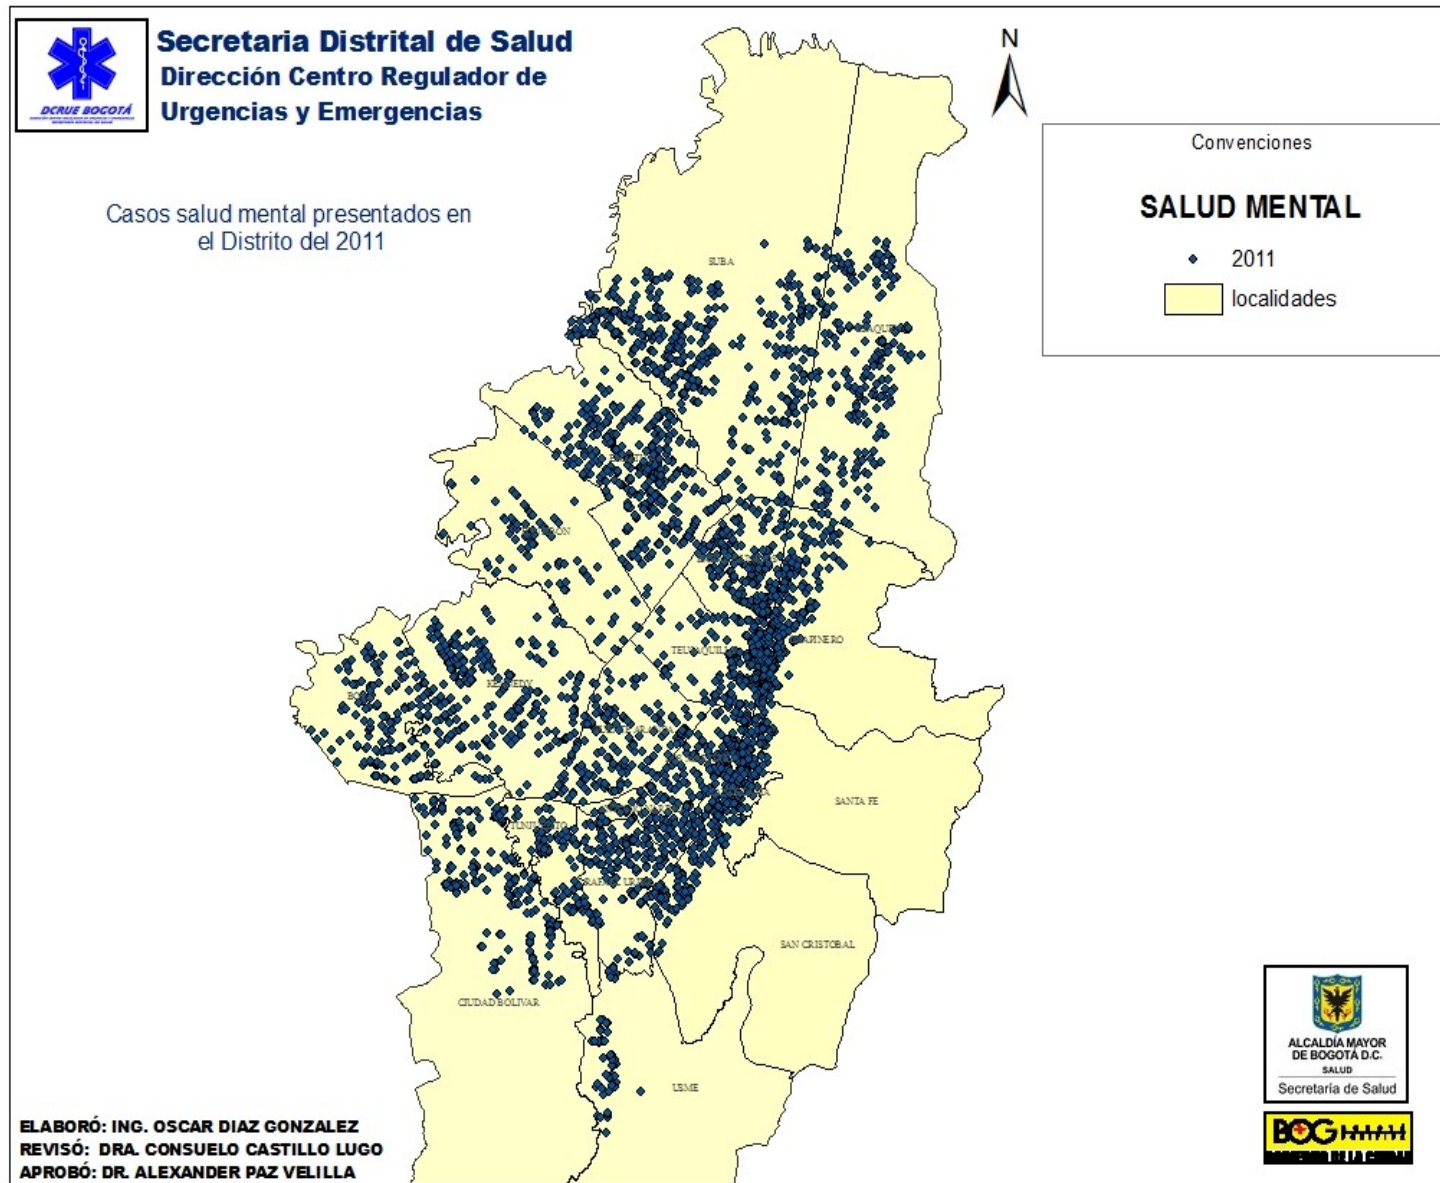 Secretaria Distrital de Salud
Dirección Centro Regulador de
Urgencias y Emergencias
DCRUE BOGOTÁ
Casos salud mental presentados en
el Distrito del 2011
N
Convenciones
SALUD MENTAL
2011
localidades
SUBA
TEUSAQUILLO
KENNEDY
SANTA FE
SAN CRISTOBAL
CIUDAD BOLIVAR
USME
ALCALDÍA MAYOR
DE BOGOTÁ D.C.
SALUD
Secretaría de Salud
BOG
ELABORÓ: ING. OSCAR DIAZ GONZALEZ
REVISÓ: DRA. CONSUELO CASTILLO LUGO
APROBÓ: DR. ALEXANDER PAZ VELILLA